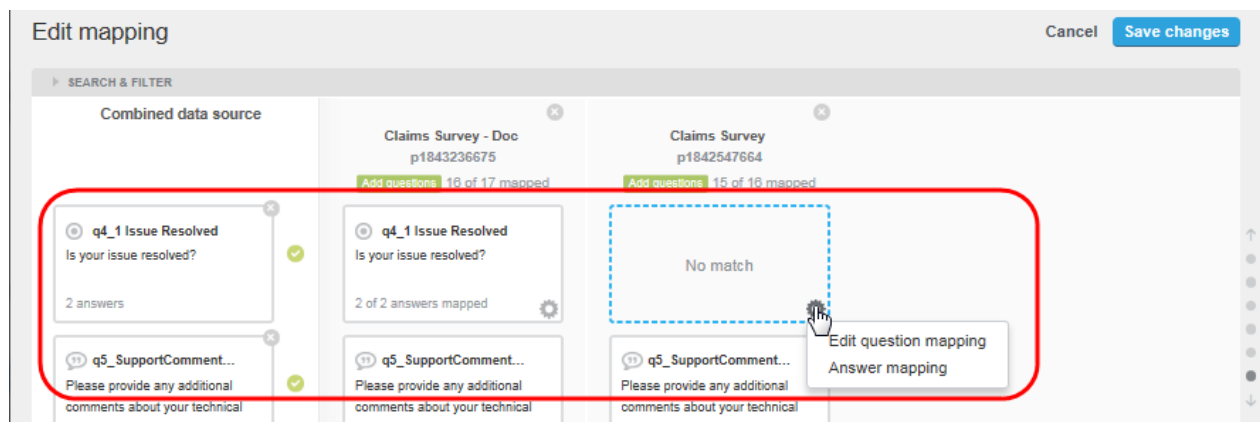 Edit mapping
Cancel
Save changes
SEARCH & FILTER
Combined data source
Claims Survey - Doc
p1843236675
Add questions 16 of 17 mapped
Claims Survey
p1842547664
Add questions 15 of 16 mapped
q4_1 Issue Resolved
Is your issue resolved?
2 answers
q4_1 Issue Resolved
Is your issue resolved?
2 of 2 answers mapped
No match
Edit question mapping
Answer mapping
q5_SupportComment...
Please provide any additional
comments about your technical
q5_SupportComment...
Please provide any additional
comments about your technical
q5_SupportComment...
Please provide any additional
comments about your technical